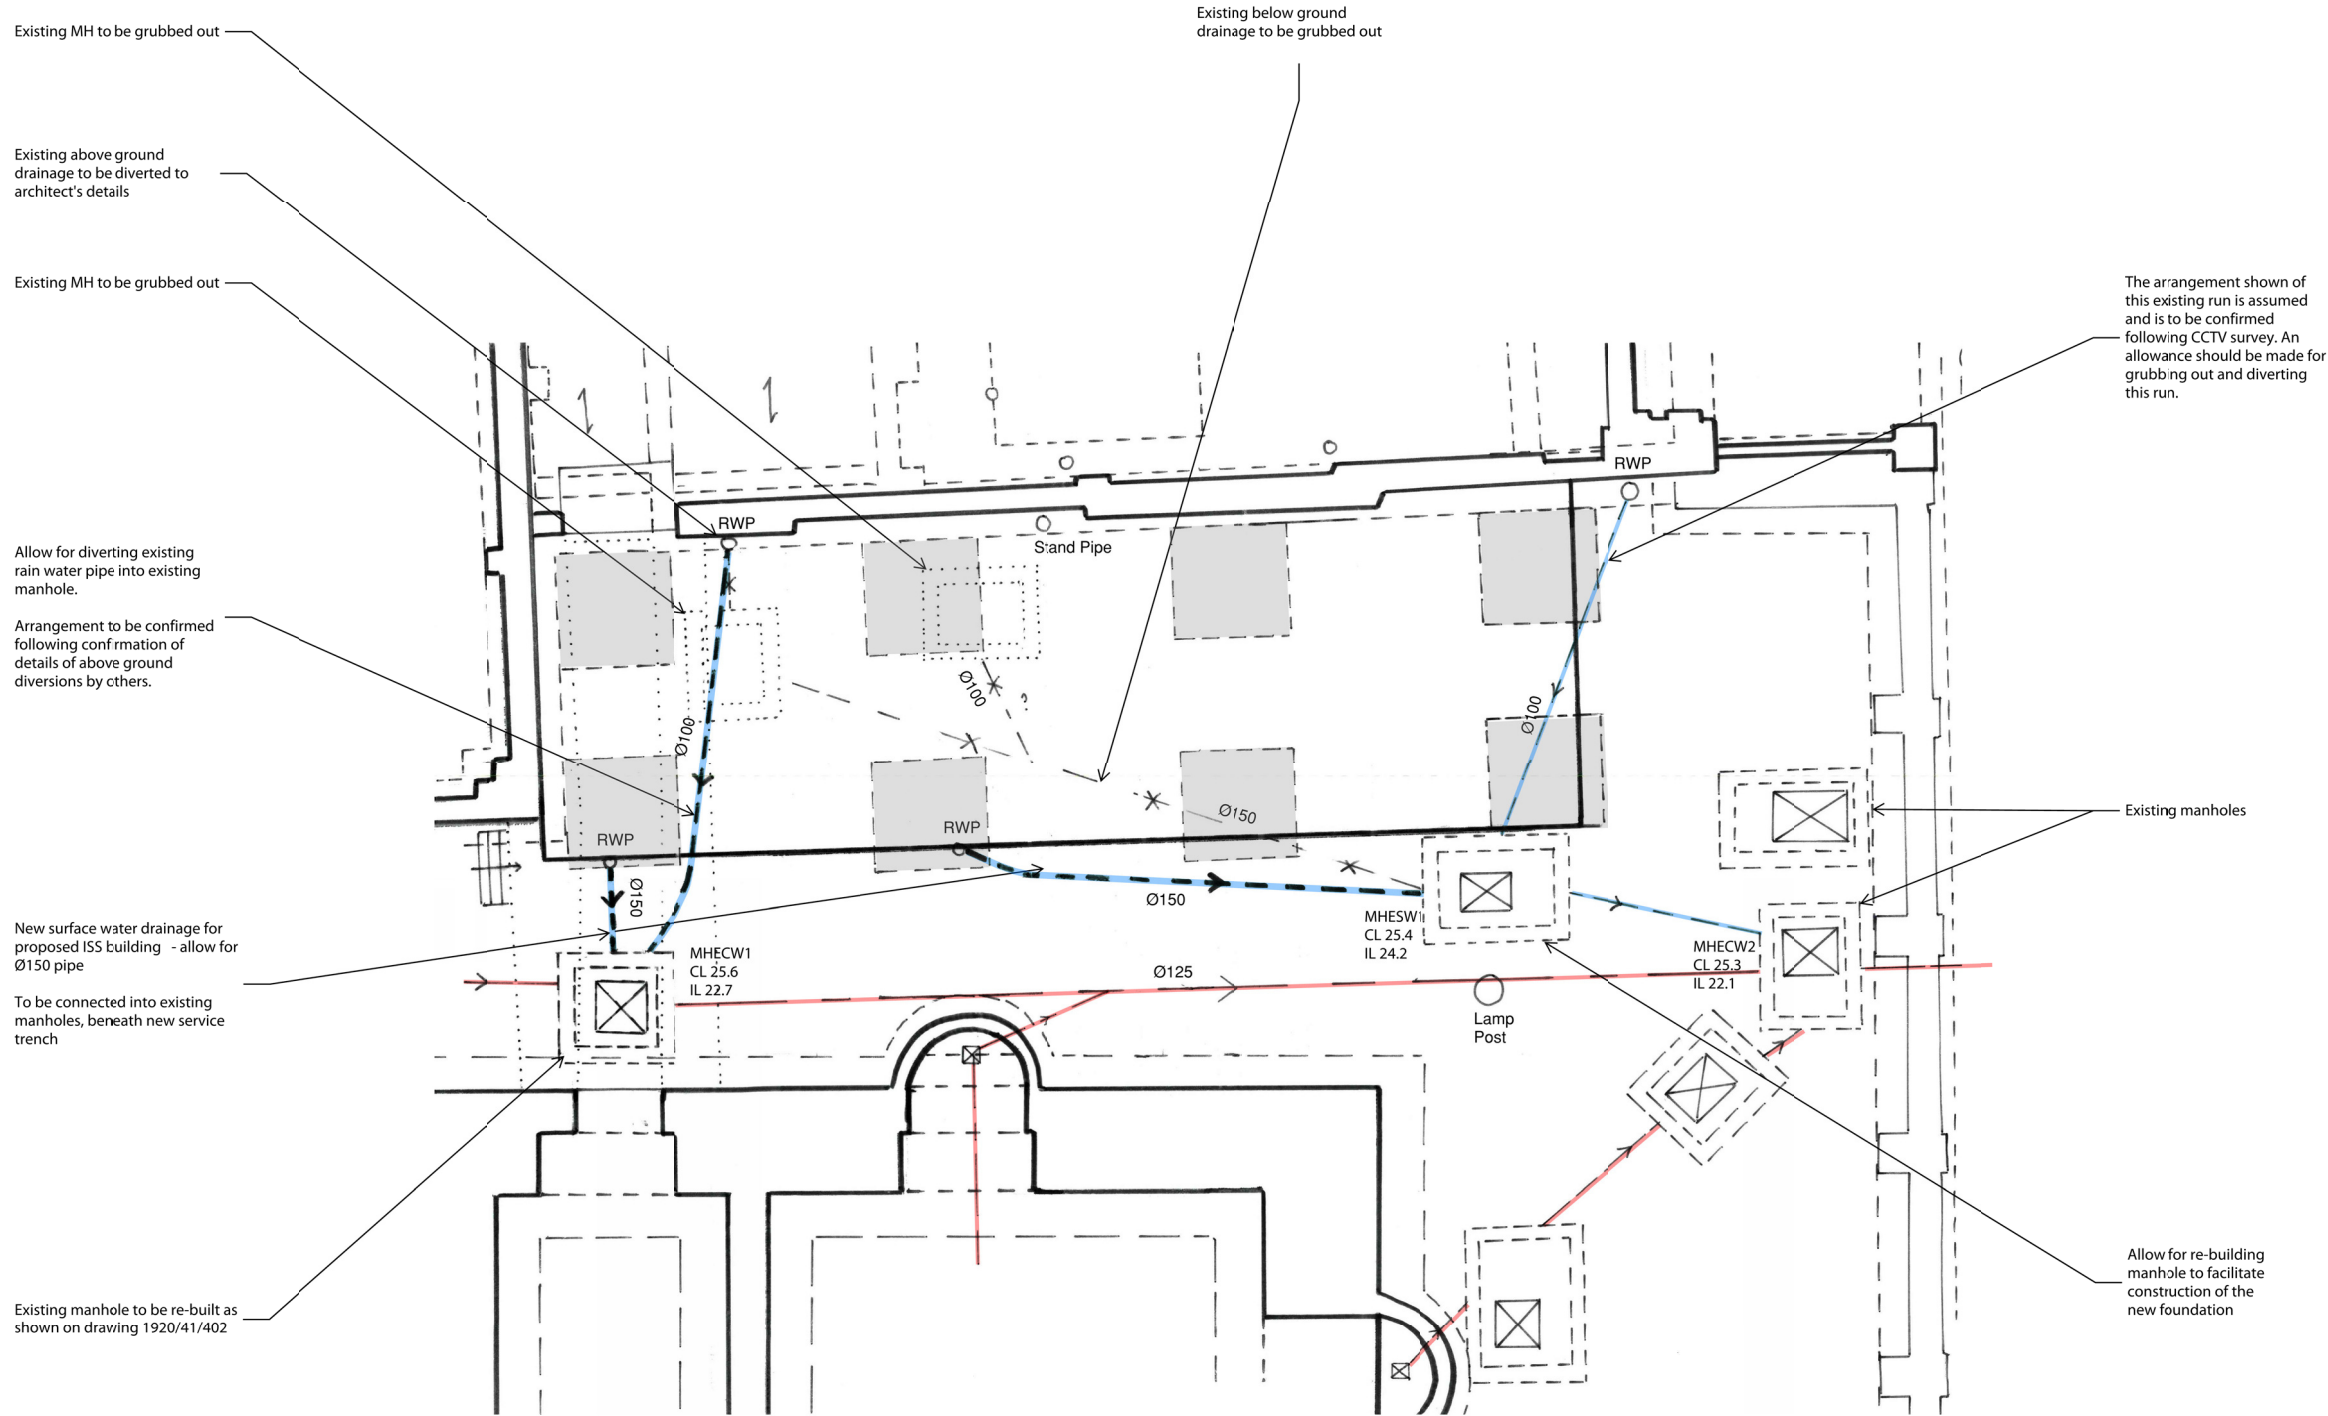 Existing MH to be grubbed out
Existing below ground
drainage to be grubbed out
Existing above ground
drainage to be diverted to
architect's details
Existing MH to be grubbed out
The arrangement shown of
this existing run is assumed
and is to be confirmed
following CCTV survey. An
allowance should be made for
grubbing out and diverting
this run.
RWP
RWP
Stand Pipe
Allow for diverting existing
rain water pipe into existing
manhole.
Arrangement to be confirmed
following confirmation of
details of above ground
diversions by others.
Ø100
Ø100
Ø100
?
Ø150
Existing manholes
RWP
RWP
Ø150
Ø150
MHESW1
CL 25.4
IL 24.2
New surface water drainage for
proposed ISS building - allow for
Ø150 pipe
To be connected into existing
manholes, beneath new service
trench
MHECW1
CL 25.6
IL 22.7
MHECW2
CL 25.3
IL 22.1
Ø125
Lamp
Post
Existing manhole to be re-built as
shown on drawing 1920/41/402
Allow for re-building
manhole to facilitate
construction of the
new foundation